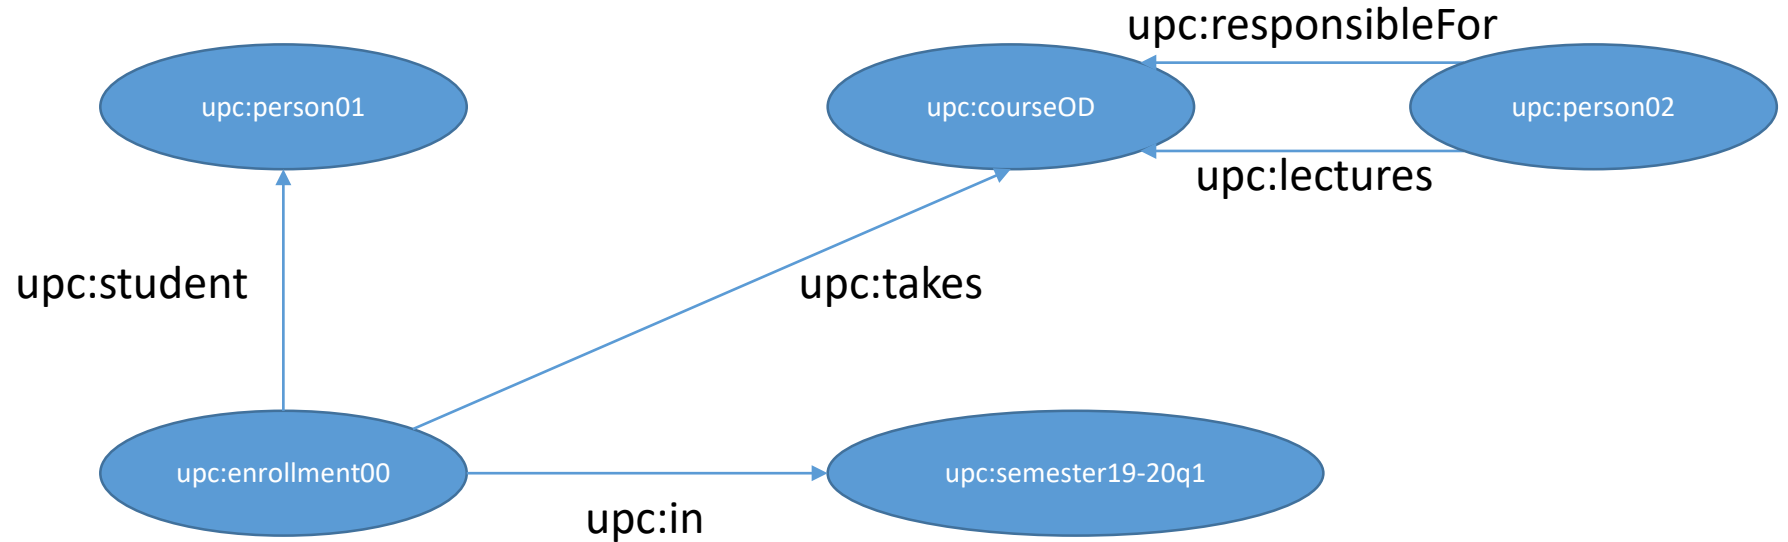 upc:responsibleFor
upc:person01
upc:courseOD
upc:person02
upc:lectures
upc:student
upc:takes
upc:enrollment00
upc:semester19-20q1
upc:in